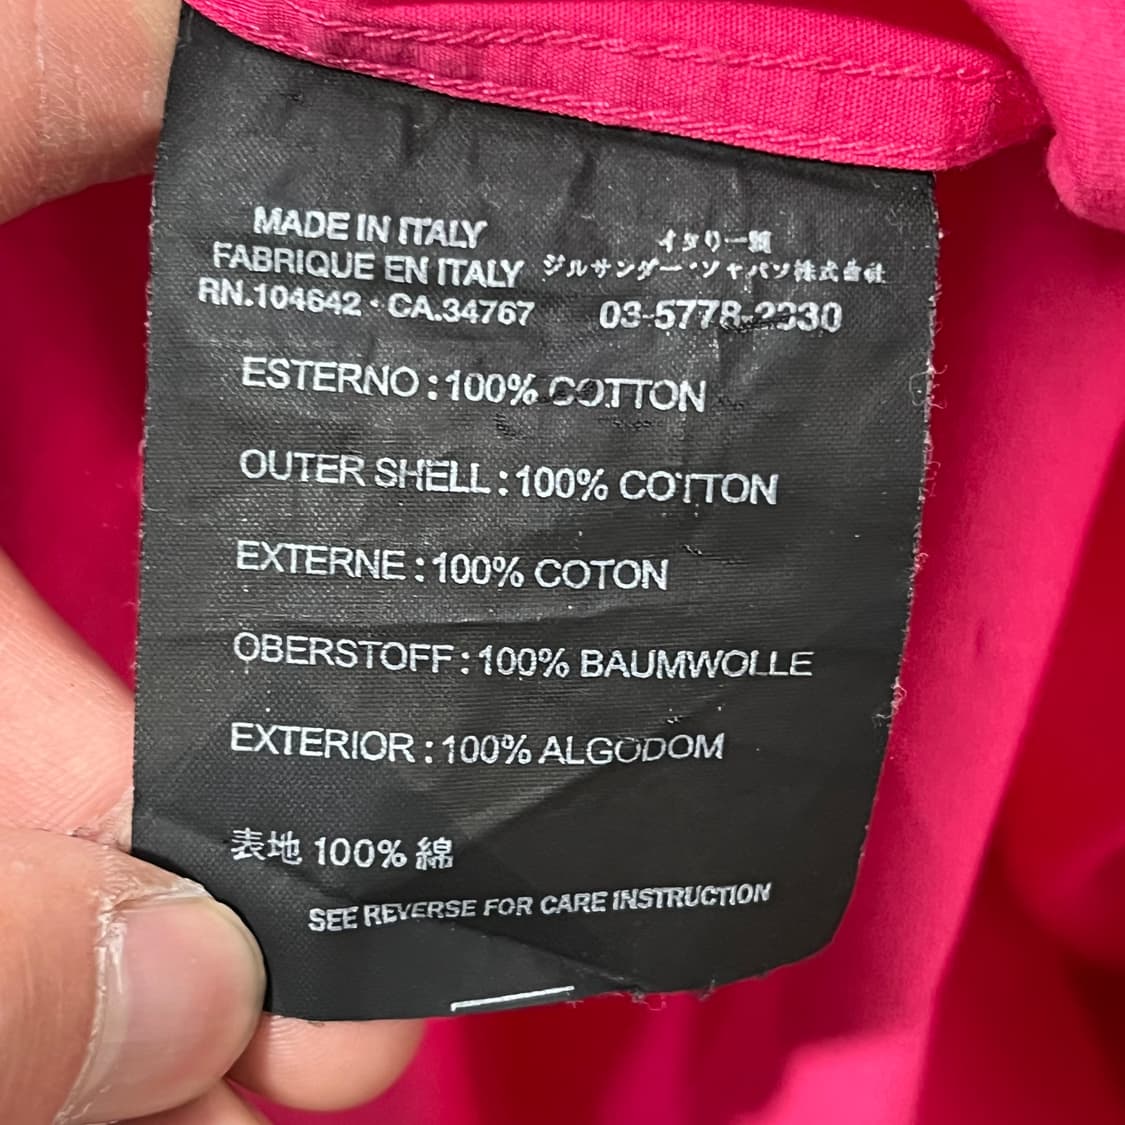 MADE IN ITALY
FABRIQUE EN ITALY
RN.104642 · CA.34767
イタリー製
ジルサンダー・ジャパン株式会社
03-5778-2330
ESTERNO : 100% COTTON
OUTER SHELL : 100% COTTON
EXTERNE : 100% COTON
OBERSTOFF : 100% BAUMWOLLE
EXTERIOR : 100% ALGODOM
表地 100% 綿
SEE REVERSE FOR CARE INSTRUCTION